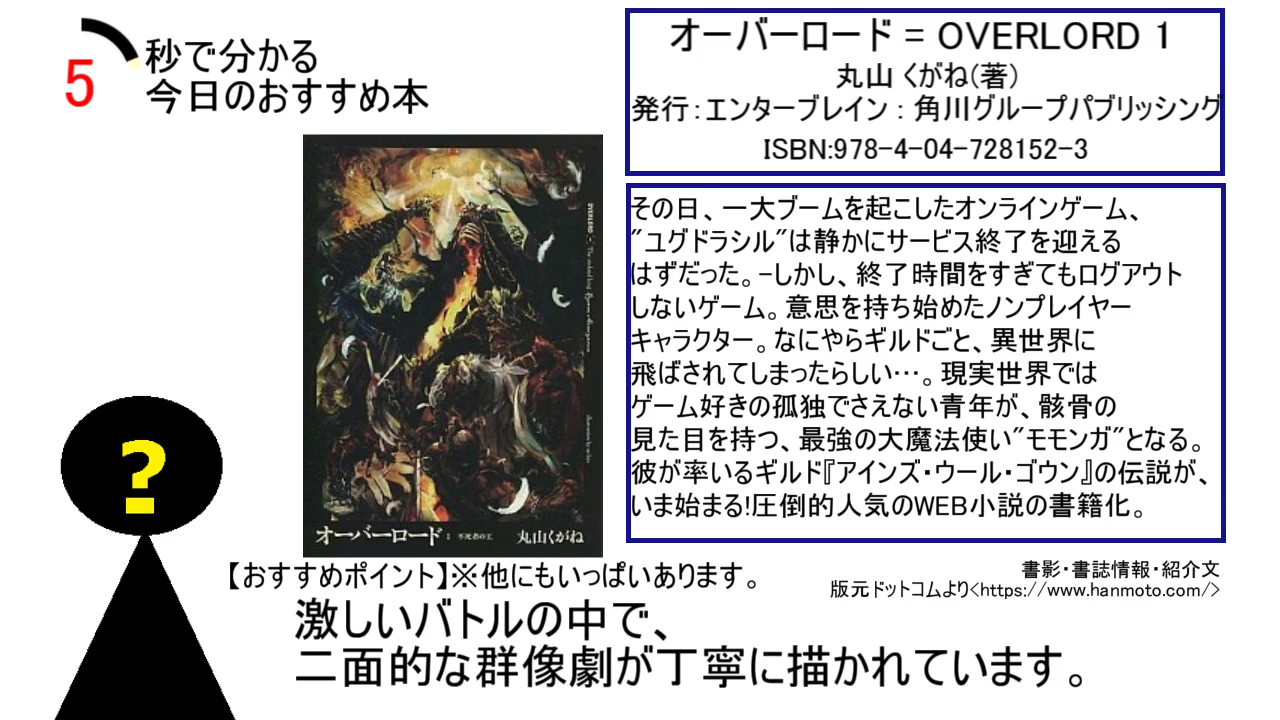 5
秒で分かる
今日のおすすめ本
オーバーロード = OVERLORD 1
丸山 くがね(著)
発行:エンターブレイン : 角川グループパブリッシング
ISBN:978-4-04-728152-3
その日、一大ブームを起こしたオンラインゲーム、
"ユグドラシル"は静かにサービス終了を迎える
はずだった。-しかし、終了時間をすぎてもログアウト
しないゲーム。意思を持ち始めたノンプレイヤー
キャラクター。なにやらギルドごと、異世界に
飛ばされてしまったらしい…。現実世界では
ゲーム好きの孤独でさえない青年が、骸骨の
見た目を持つ、最強の大魔法使い"モモンガ"となる。
彼が率いるギルド『アインズ・ウール・ゴウン』の伝説が、
いま始まる!圧倒的人気のWEB小説の書籍化。
OVERLORD
オーバーロード 1 不死者の王 丸山くがね
?
【おすすめポイント】※他にもいっぱいあります。
激しいバトルの中で、
二面的な群像劇が丁寧に描かれています。
書影・書誌情報・紹介文
版元ドットコムより<https://www.hanmoto.com/>